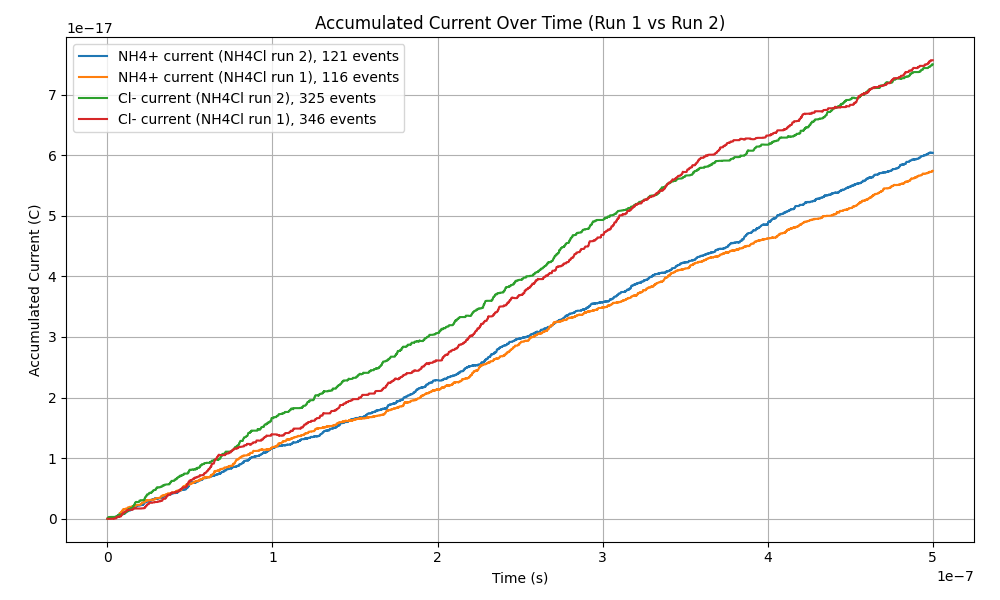 Accumulated Current Over Time (Run 1 vs Run 2)
1e−17
NH4+ current (NH4Cl run 2), 121 events
NH4+ current (NH4Cl run 1), 116 events
Cl- current (NH4Cl run 2), 325 events
Cl- current (NH4Cl run 1), 346 events
Accumulated Current (C)
7
6
5
4
3
2
1
0
0 1 2 3 4 5
Time (s)
1e−7